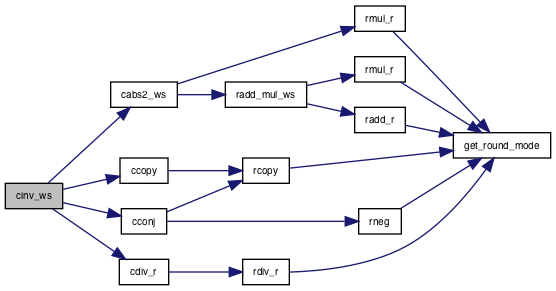 rmul_r
cabs2_ws
radd_mul_ws
rmul_r
radd_r
get_round_mode
ccopy
rcopy
cinv_ws
cconj
rneg
cdiv_r
rdiv_r